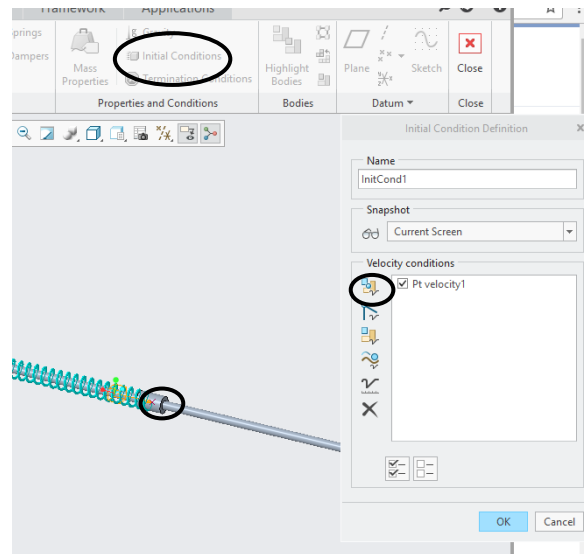 Framework Applications
Springs
Dampers
Mass
Properties
Gravity
Initial Conditions
Termination Conditions
Highlight
Bodies
Plane
Sketch
Close
Properties and Conditions
Bodies
Datum
Close
Initial Condition Definition
Name
InitCond1
Snapshot
Current Screen
Velocity conditions
Pt velocity1
OK Cancel